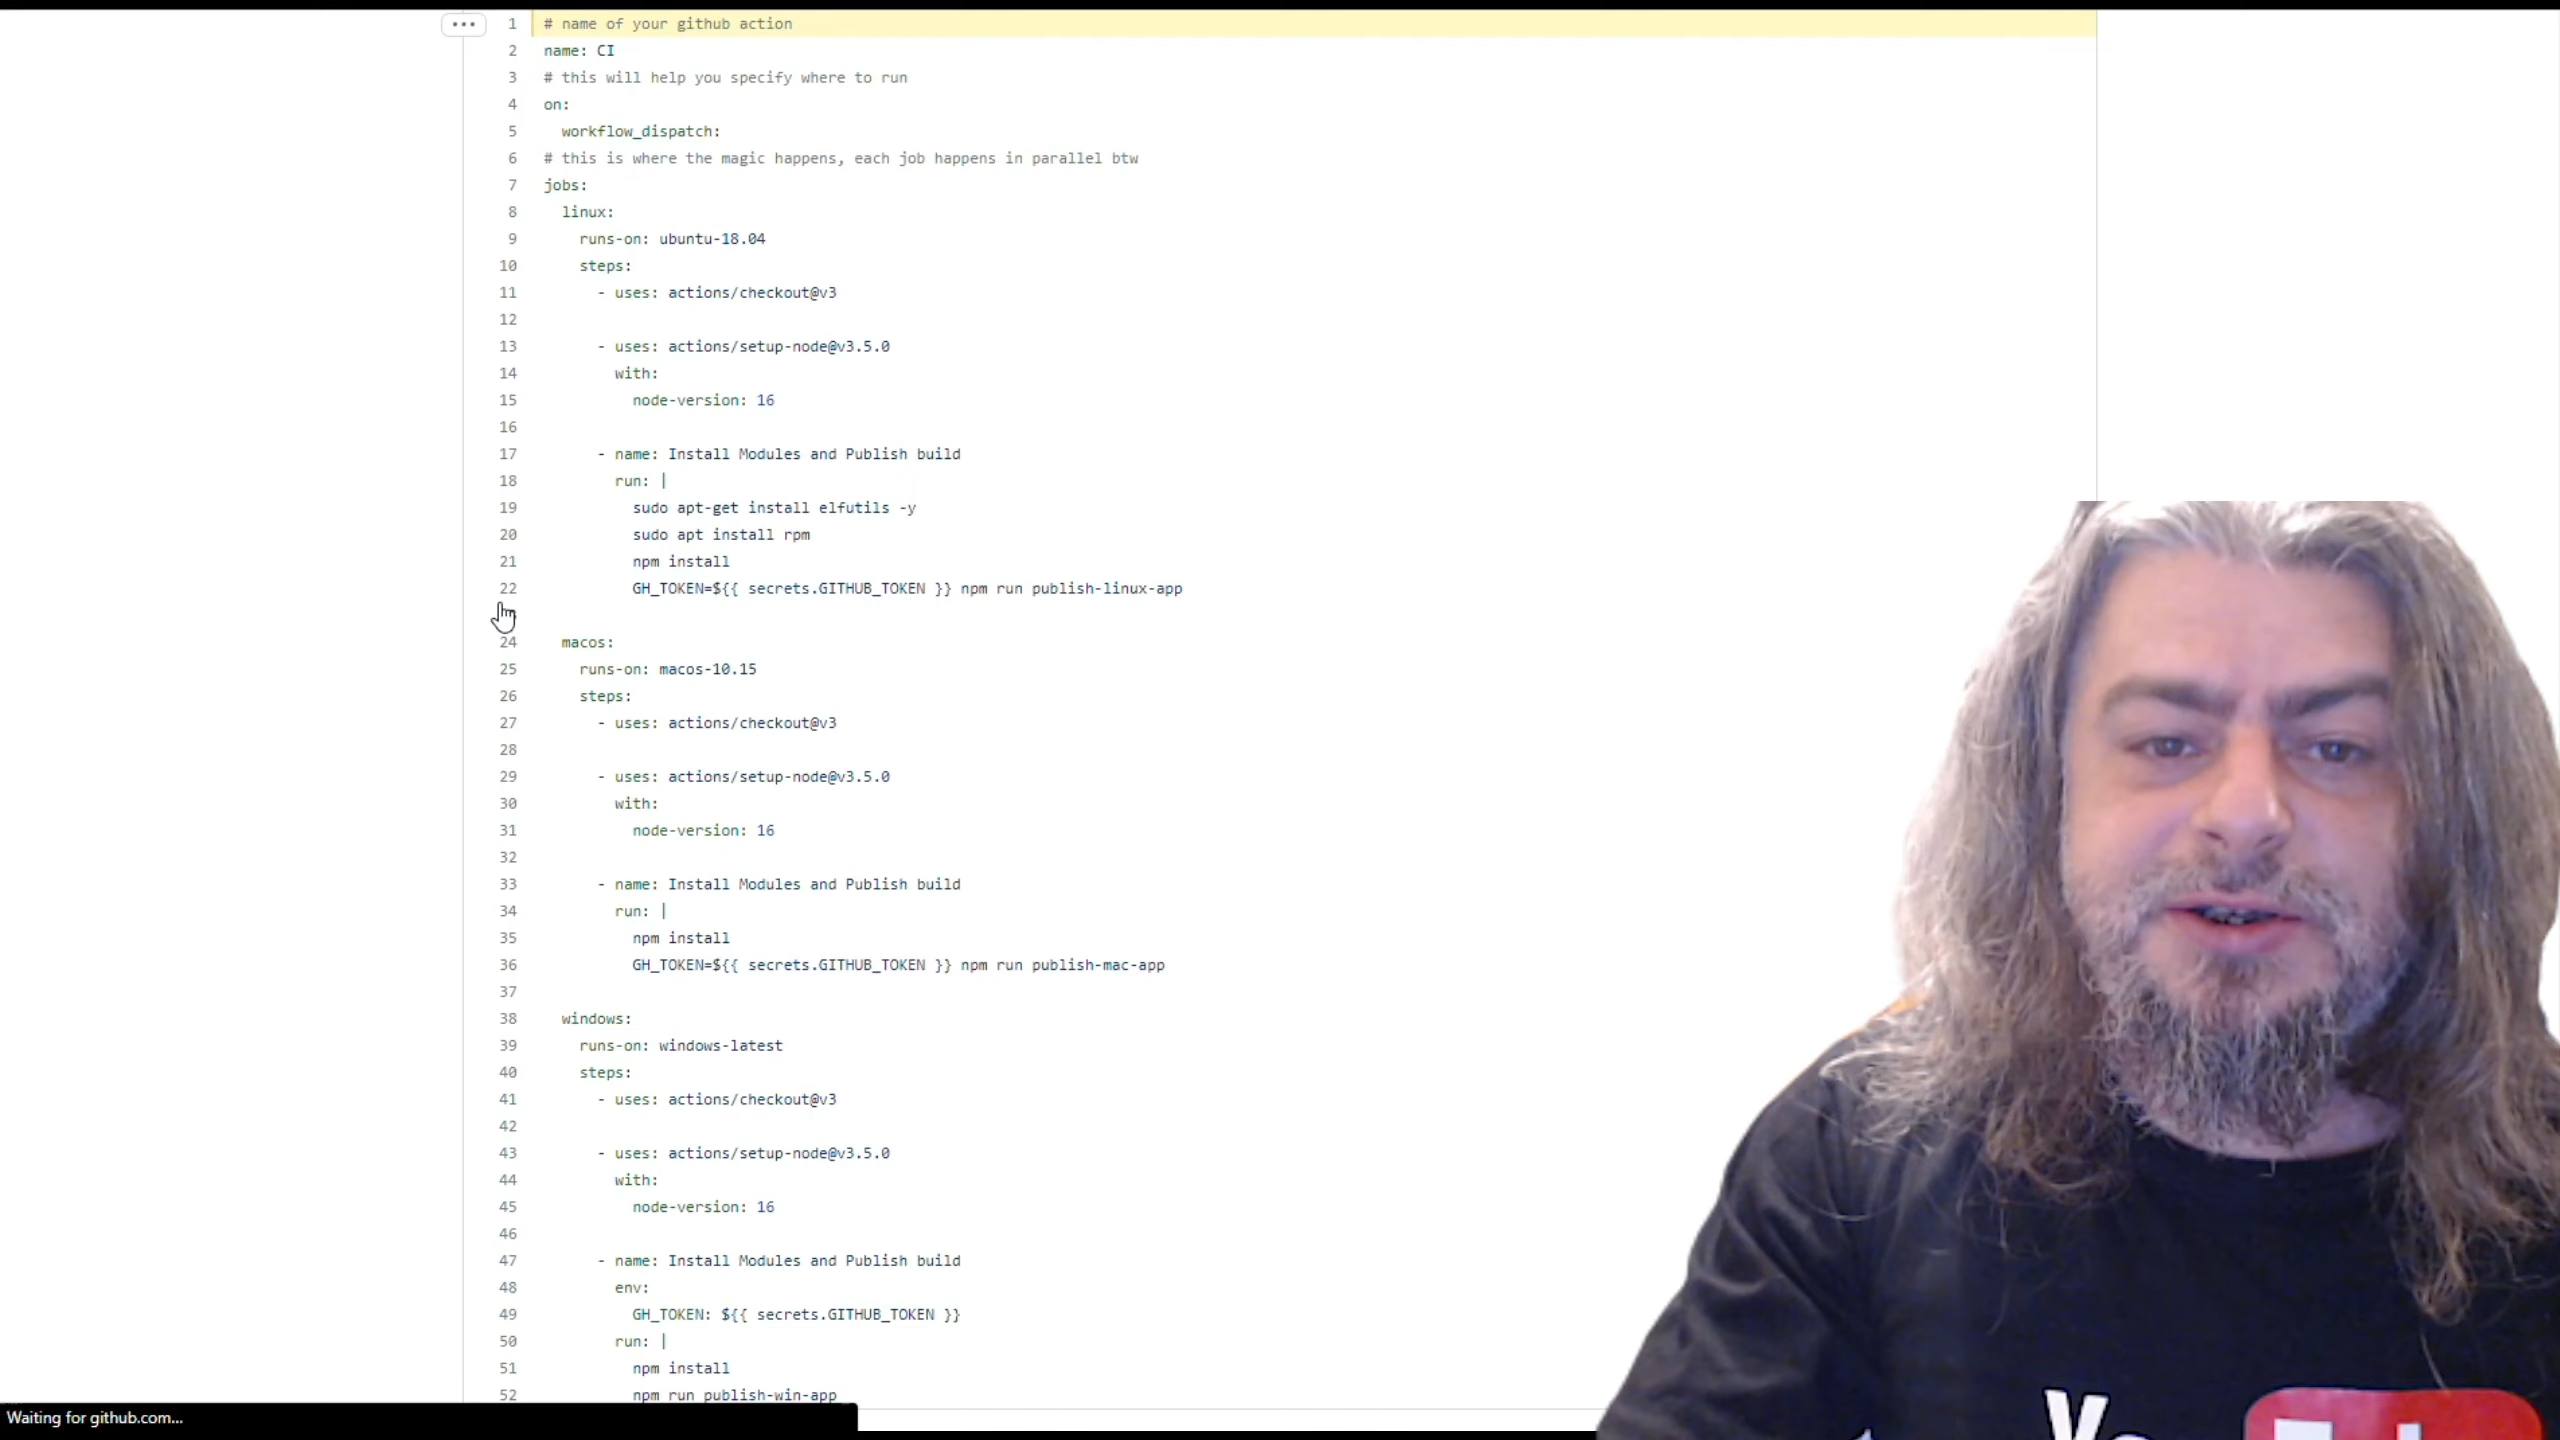 1 # name of your github action
2 name: CI
3 # this will help you specify where to run
4 on:
5 workflow_dispatch:
6 # this is where the magic happens, each job happens in parallel btw
7 jobs:
8 linux:
9 runs-on: ubuntu-18.04
10 steps:
11 - uses: actions/checkout@v3
12
13 - uses: actions/setup-node@v3.5.0
14 with:
15 node-version: 16
16
17 - name: Install Modules and Publish build
18 run: |
19 sudo apt-get install elfutils -y
20 sudo apt install rpm
21 npm install
22 GH_TOKEN=${{ secrets.GITHUB_TOKEN }} npm run publish-linux-app
24 macos:
25 runs-on: macos-10.15
26 steps:
27 - uses: actions/checkout@v3
28
29 - uses: actions/setup-node@v3.5.0
30 with:
31 node-version: 16
32
33 - name: Install Modules and Publish build
34 run: |
35 npm install
36 GH_TOKEN=${{ secrets.GITHUB_TOKEN }} npm run publish-mac-app
37
38 windows:
39 runs-on: windows-latest
40 steps:
41 - uses: actions/checkout@v3
42
43 - uses: actions/setup-node@v3.5.0
44 with:
45 node-version: 16
46
47 - name: Install Modules and Publish build
48 env:
49 GH_TOKEN: ${{ secrets.GITHUB_TOKEN }}
50 run: |
51 npm install
52 npm run publish-win-app
Waiting for github.com...